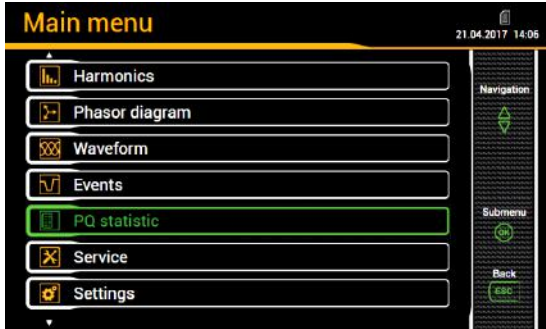 Main menu
21.04.2017 14:06
Harmonics
Navigation
Phasor diagram
Waveform
Events
PQ statistic
Submenu
OK
Service
Back
ESC
Settings